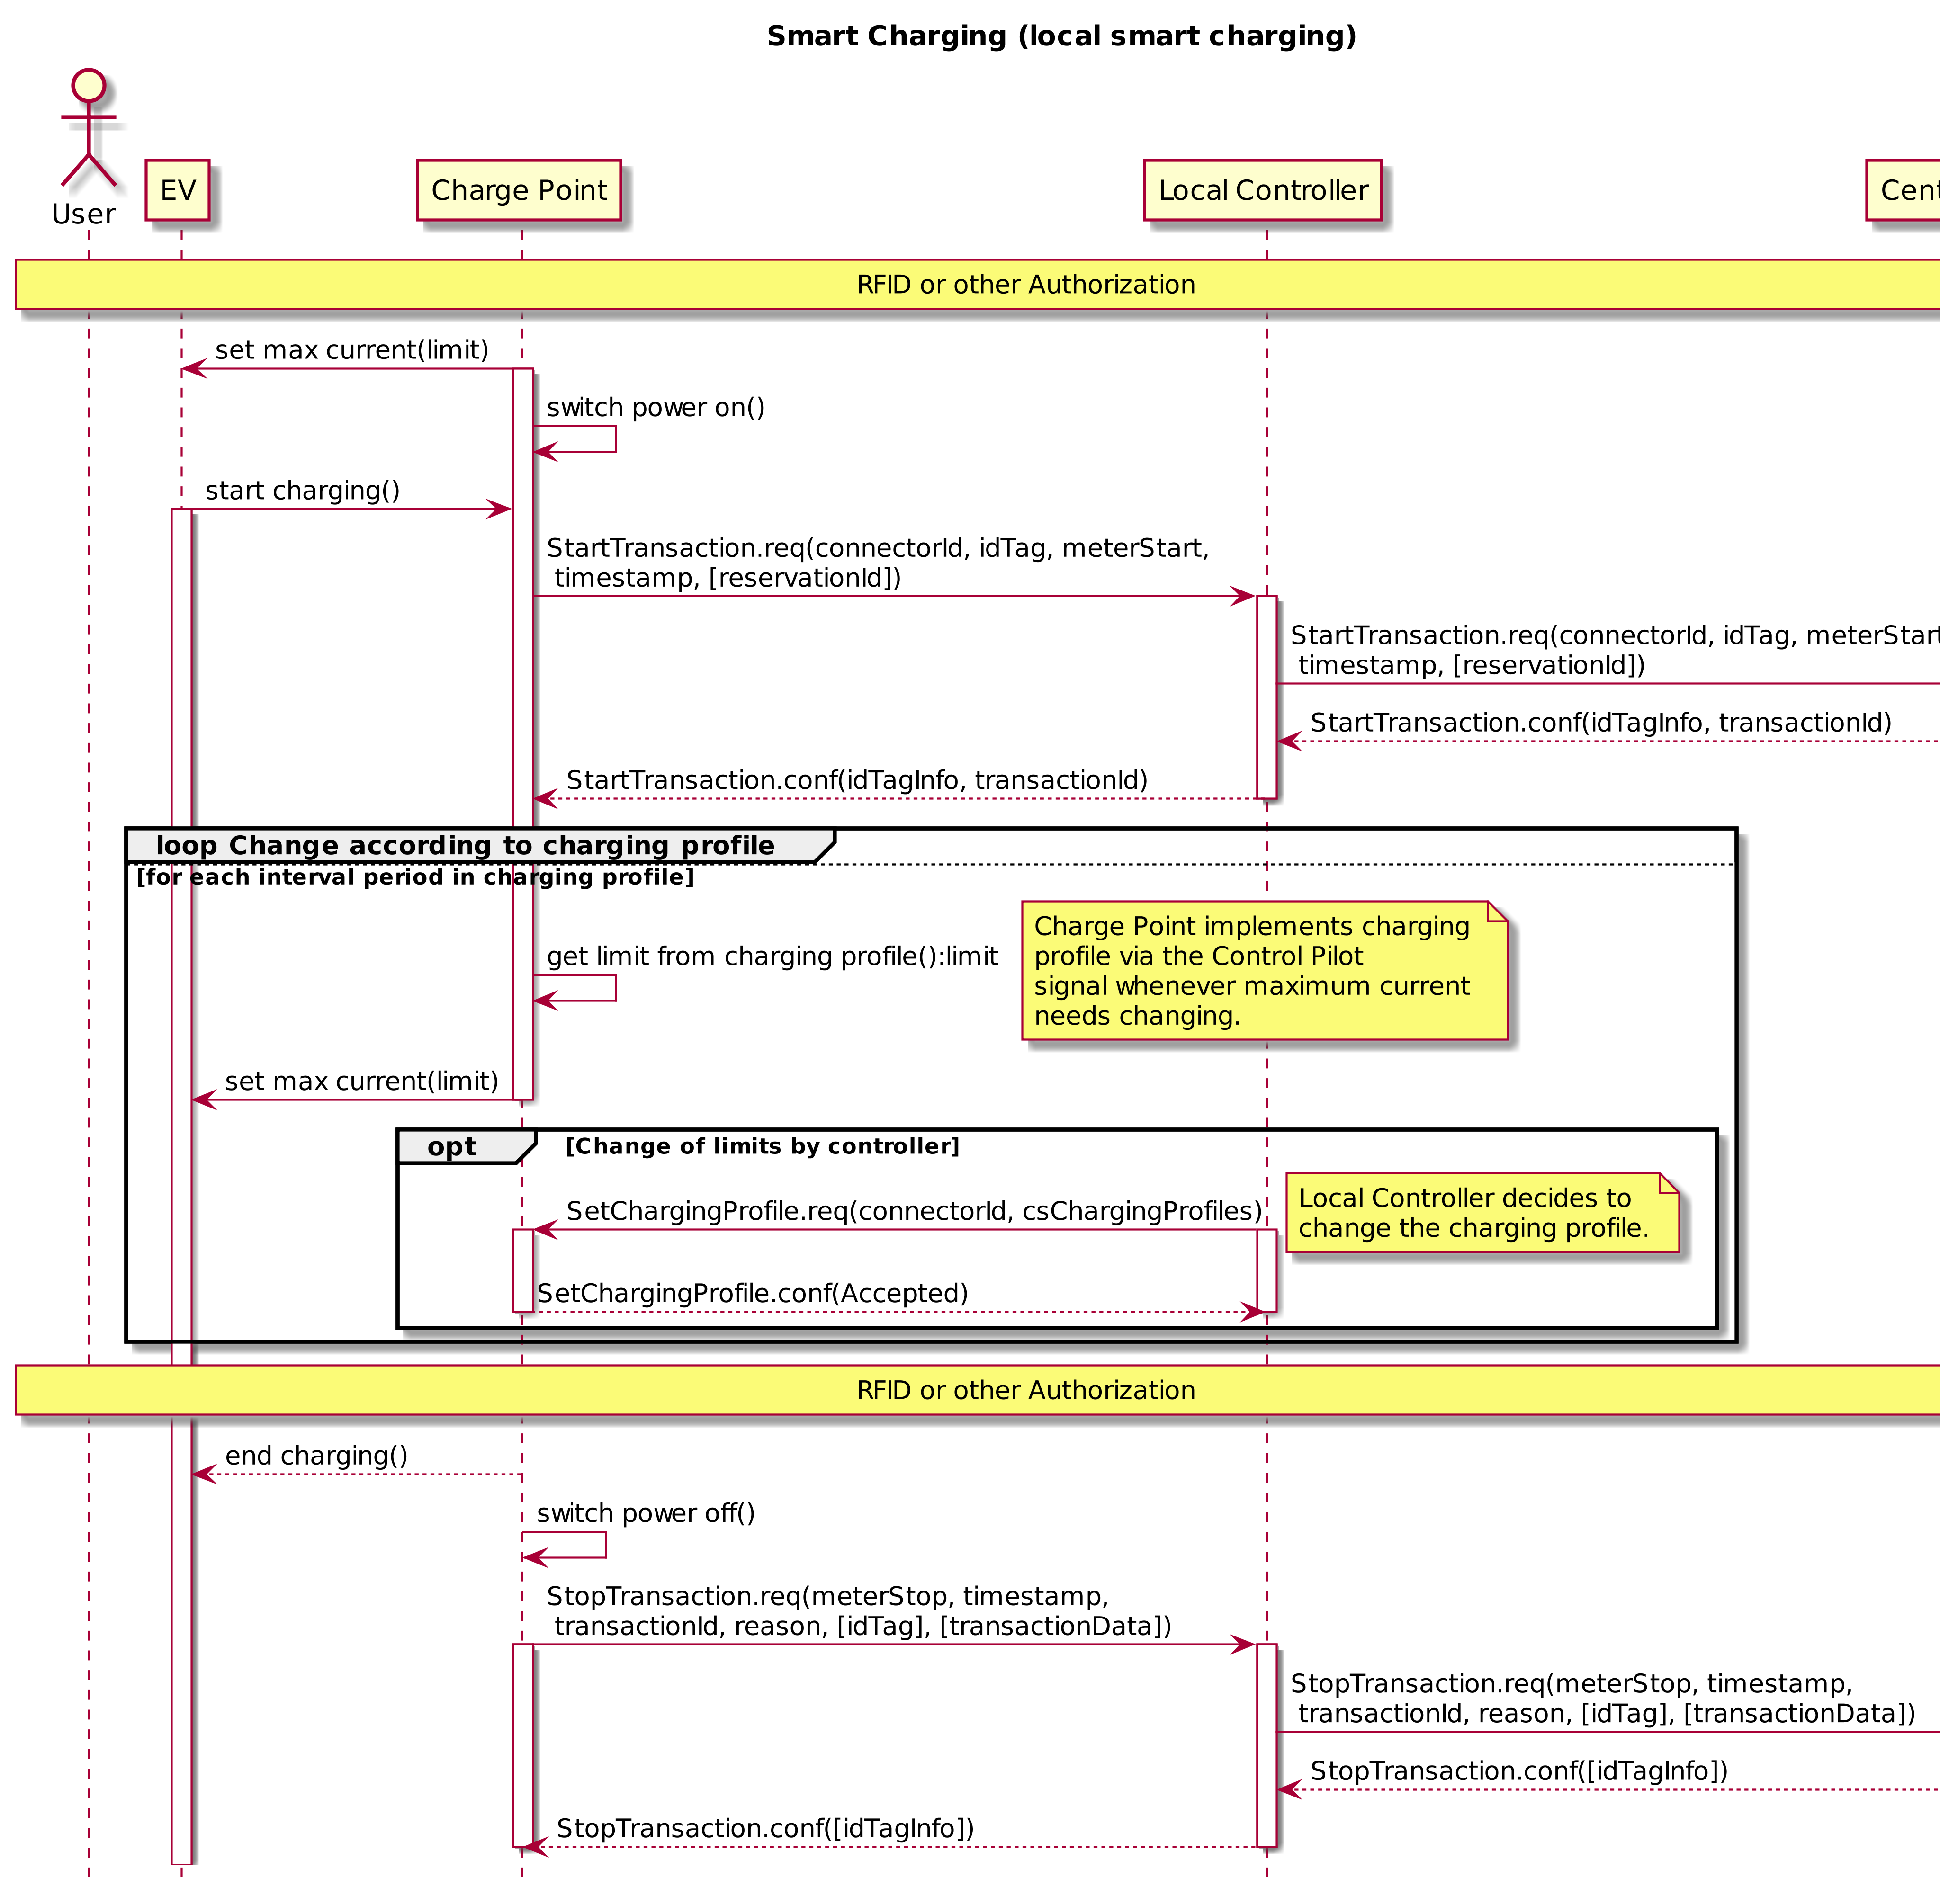 Smart Charging (local smart charging)
User
EV
Charge Point
Local Controller
RFID or other Authorization
set max current(limit)
switch power on()
start charging()
StartTransaction.req(connectorId, idTag, meterStart,
timestamp, [reservationId])
StartTransaction.req(connectorId, idTag, meterStart
timestamp, [reservationId])
StartTransaction.conf(idTagInfo, transactionId)
StartTransaction.conf(idTagInfo, transactionId)
loop Change according to charging profile
[for each interval period in charging profile]
Charge Point implements charging
profile via the Control Pilot
signal whenever maximum current
needs changing.
get limit from charging profile():limit
set max current(limit)
opt [Change of limits by controller]
Local Controller decides to
change the charging profile.
SetChargingProfile.req(connectorId, csChargingProfiles)
SetChargingProfile.conf(Accepted)
RFID or other Authorization
end charging()
switch power off()
StopTransaction.req(meterStop, timestamp,
transactionId, reason, [idTag], [transactionData])
StopTransaction.req(meterStop, timestamp,
transactionId, reason, [idTag], [transactionData])
StopTransaction.conf([idTagInfo])
StopTransaction.conf([idTagInfo])